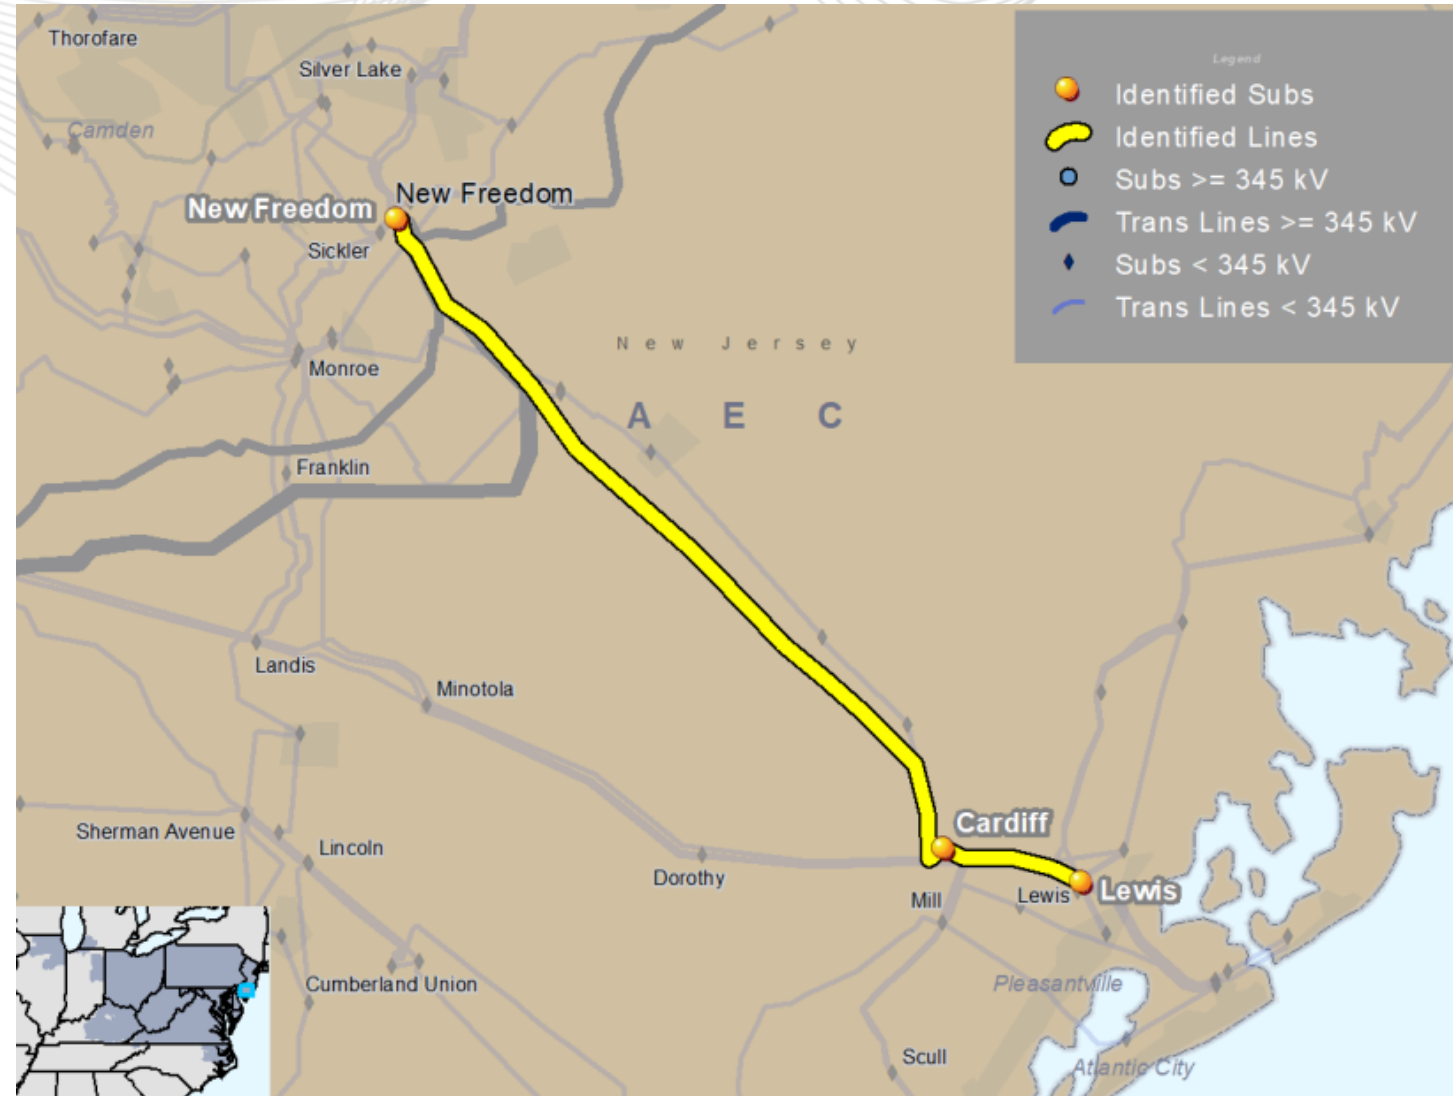 Thorofare
Silver Lake
Camden
New Freedom
New Freedom
Sickler
Monroe
Franklin
New Jersey
A E C
Landis
Minotola
Sherman Avenue
Lincoln
Dorothy
Cardiff
Mill
Lewis
Lewis
Cumberland Union
Pleasantville
Scull
Atlantic City
Legend
Identified Subs
Identified Lines
Subs >= 345 kV
Trans Lines >= 345 kV
Subs < 345 kV
Trans Lines < 345 kV